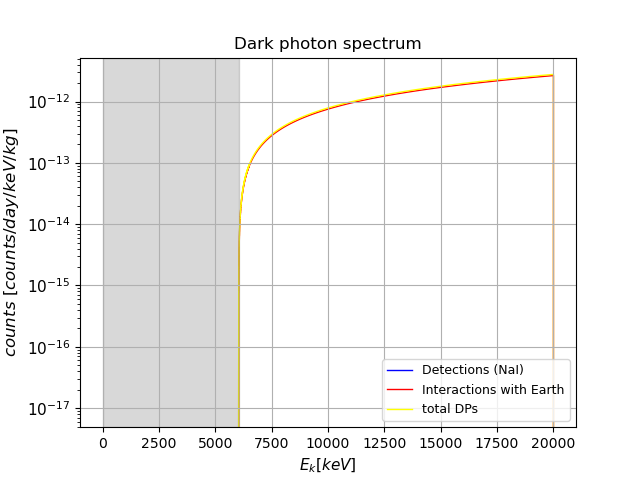 Dark photon spectrum
counts [counts/day/keV/kg]
10⁻¹²
10⁻¹³
10⁻¹⁴
10⁻¹⁵
10⁻¹⁶
10⁻¹⁷
Detections (NaI)
Interactions with Earth
total DPs
0 2500 5000 7500 10000 12500 15000 17500 20000
Eₖ[keV]